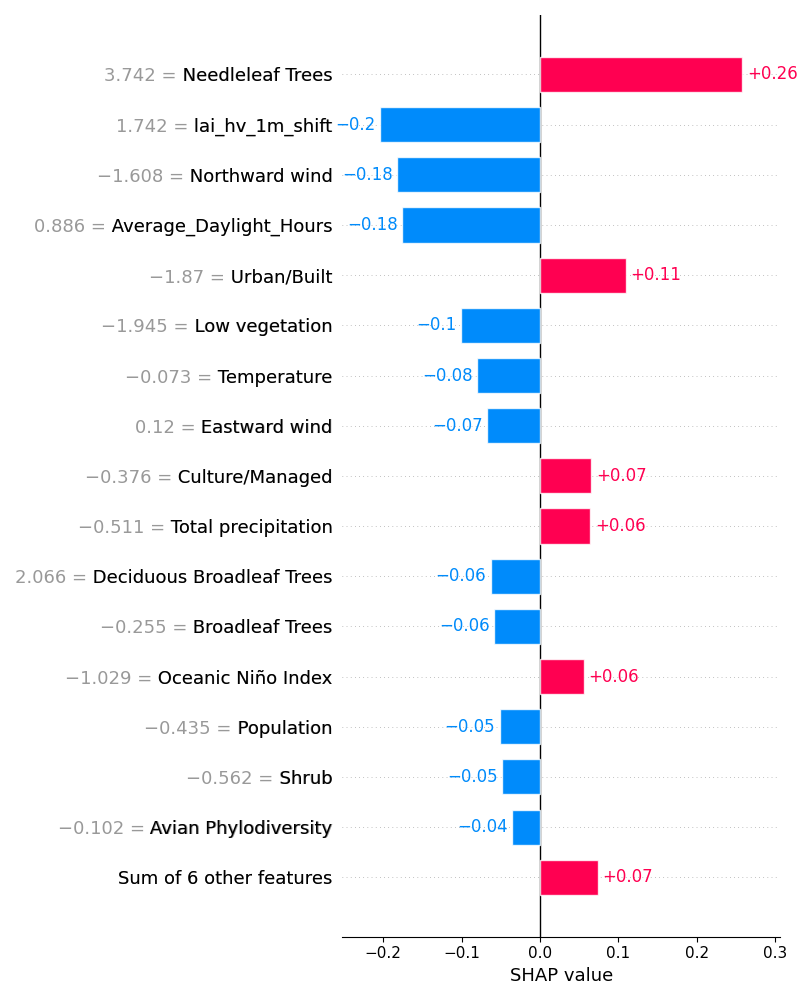 3.742 = Needleleaf Trees +0.26
1.742 = lai_hv_1m_shift −0.2
−1.608 = Northward wind −0.18
0.886 = Average_Daylight_Hours −0.18
−1.87 = Urban/Built +0.11
−1.945 = Low vegetation −0.1
−0.073 = Temperature −0.08
0.12 = Eastward wind −0.07
−0.376 = Culture/Managed +0.07
−0.511 = Total precipitation +0.06
2.066 = Deciduous Broadleaf Trees −0.06
−0.255 = Broadleaf Trees −0.06
−1.029 = Oceanic Niño Index +0.06
−0.435 = Population −0.05
−0.562 = Shrub −0.05
−0.102 = Avian Phylodiversity −0.04
Sum of 6 other features +0.07
−0.2 −0.1 0.0 0.1 0.2 0.3
SHAP value